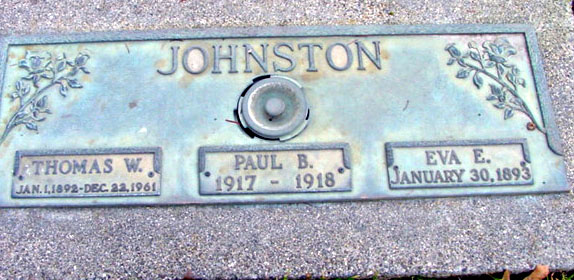 JOHNSTON
THOMAS W.
JAN. 1, 1892 - DEC. 22, 1961
PAUL B.
1917 - 1918
EVA E.
JANUARY 30, 1893